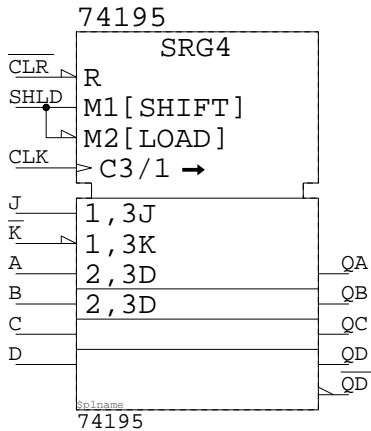 74195
SRG4
CLR R
SHLD M1[SHIFT]
M2[LOAD]
CLK C3/1 →
J 1,3J
K 1,3K
A 2,3D QA
B 2,3D QB
C QC
D QD
QD
$plname
74195